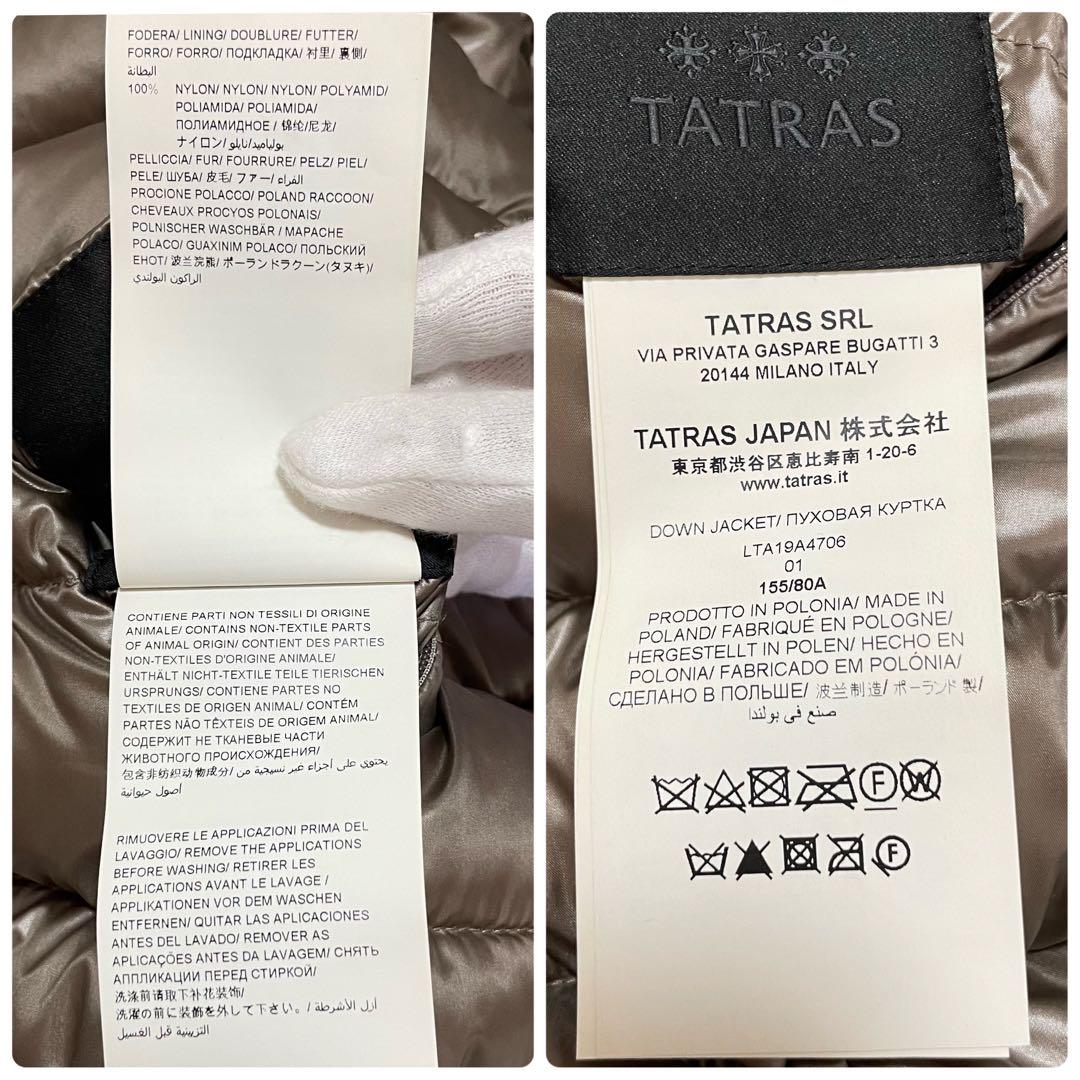 FODERA/ LINING/ DOUBLURE/ FUTTER/
FORRO/ FORRO/ ПОДКЛАДКА/ 衬里/ 裏側/
البطانة
100% NYLON/ NYLON/ NYLON/ POLYAMID/
POLIAMIDA/ POLIAMIDA/
ПОЛИАМИДНОЕ / 锦纶/尼龙/
ナイロン/ بولياميد/نايلو
PELLICCIA/ FUR/ FOURRURE/ PELZ/ PIEL/
PELE/ ШУБА/ 皮毛/ ファー/ الفراء
PROCIONE POLACCO/ POLAND RACCOON/
CHEVEAUX PROCYOS POLONAIS/
POLNISCHER WASCHBÄR / MAPACHE
POLACO/ GUAXINIM POLACO/ ПОЛЬСКИЙ
ЕНОТ/ 波兰浣熊/ ポーランドラクーン(タヌキ)/
الراكون البولندي
CONTIENE PARTI NON TESSILI DI ORIGINE
ANIMALE/ CONTAINS NON-TEXTILE PARTS
OF ANIMAL ORIGIN/ CONTIENT DES PARTIES
NON-TEXTILES D'ORIGINE ANIMALE/
ENTHÄLT NICHT-TEXTILE TEILE TIERISCHEN
URSPRUNGS/ CONTIENE PARTES NO
TEXTILES DE ORIGEN ANIMAL/ CONTÉM
PARTES NÃO TÊXTEIS DE ORIGEM ANIMAL/
СОДЕРЖИТ НЕ ТКАНЕВЫЕ ЧАСТИ
ЖИВОТНОГО ПРОИСХОЖДЕНИЯ/
包含非纺织动物成分/ يحتوي على أجزاء غير نسيجية من
أصول حيوانية
RIMUOVERE LE APPLICAZIONI PRIMA DEL
LAVAGGIO/ REMOVE THE APPLICATIONS
BEFORE WASHING/ RETIRER LES
APPLICATIONS AVANT LE LAVAGE /
APPLIKATIONEN VOR DEM WASCHEN
ENTFERNEN/ QUITAR LAS APLICACIONES
ANTES DEL LAVADO/ REMOVER AS
APLICAÇÕES ANTES DA LAVAGEM/ СНЯТЬ
АППЛИКАЦИИ ПЕРЕД СТИРКОЙ/
洗涤前请取下补花装饰/
洗濯の前に装飾を外して下さい。/ أزل الأشرطة
التزيينية قبل الغسيل
TATRAS
TATRAS SRL
VIA PRIVATA GASPARE BUGATTI 3
20144 MILANO ITALY
TATRAS JAPAN 株式会社
東京都渋谷区恵比寿南 1-20-6
www.tatras.it
DOWN JACKET/ ПУХОВАЯ КУРТКА
LTA19A4706
01
155/80A
PRODOTTO IN POLONIA/ MADE IN
POLAND/ FABRIQUÉ EN POLOGNE/
HERGESTELLT IN POLEN/ HECHO EN
POLONIA/ FABRICADO EM POLÓNIA/
СДЕЛАНО В ПОЛЬШЕ/ 波兰制造/ ポーランド製/
صنع في بولندا
F W
F